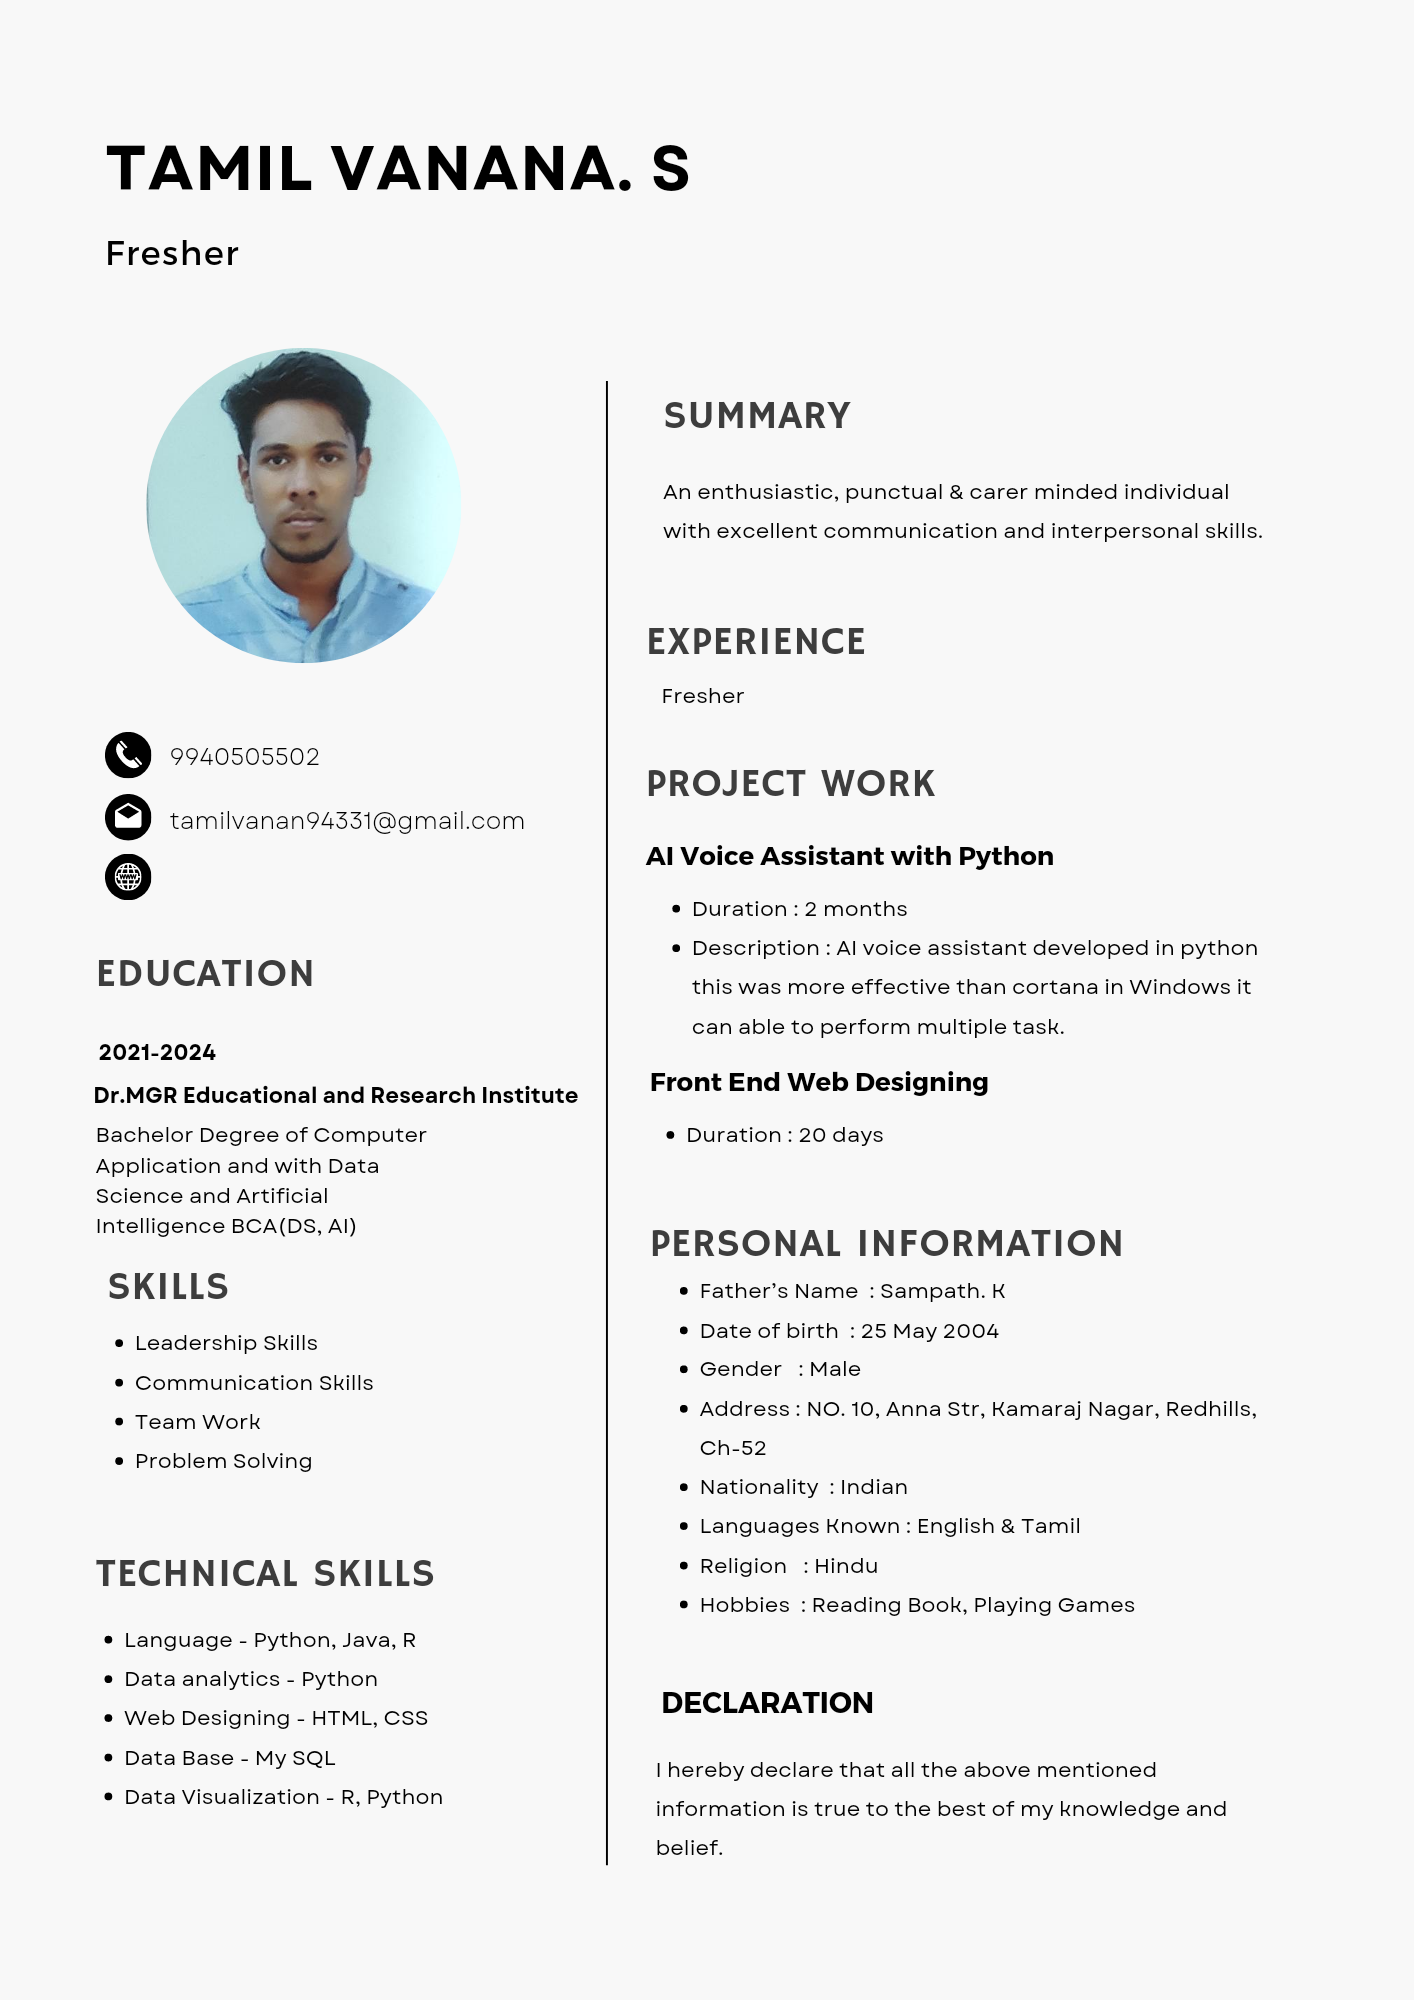 TAMIL VANANA. S
Fresher
9940505502
tamilvanan94331@gmail.com
www
EDUCATION
2021-2024
Dr.MGR Educational and Research Institute
Bachelor Degree of Computer
Application and with Data
Science and Artificial
Intelligence BCA(DS, AI)
SKILLS
• Leadership Skills
• Communication Skills
• Team Work
• Problem Solving
TECHNICAL SKILLS
• Language - Python, Java, R
• Data analytics - Python
• Web Designing - HTML, CSS
• Data Base - My SQL
• Data Visualization - R, Python
SUMMARY
An enthusiastic, punctual & carer minded individual
with excellent communication and interpersonal skills.
EXPERIENCE
Fresher
PROJECT WORK
AI Voice Assistant with Python
• Duration : 2 months
• Description : AI voice assistant developed in python
this was more effective than cortana in Windows it
can able to perform multiple task.
Front End Web Designing
• Duration : 20 days
PERSONAL INFORMATION
• Father’s Name : Sampath. K
• Date of birth : 25 May 2004
• Gender : Male
• Address : NO. 10, Anna Str, Kamaraj Nagar, Redhills,
Ch-52
• Nationality : Indian
• Languages Known : English & Tamil
• Religion : Hindu
• Hobbies : Reading Book, Playing Games
DECLARATION
I hereby declare that all the above mentioned
information is true to the best of my knowledge and
belief.